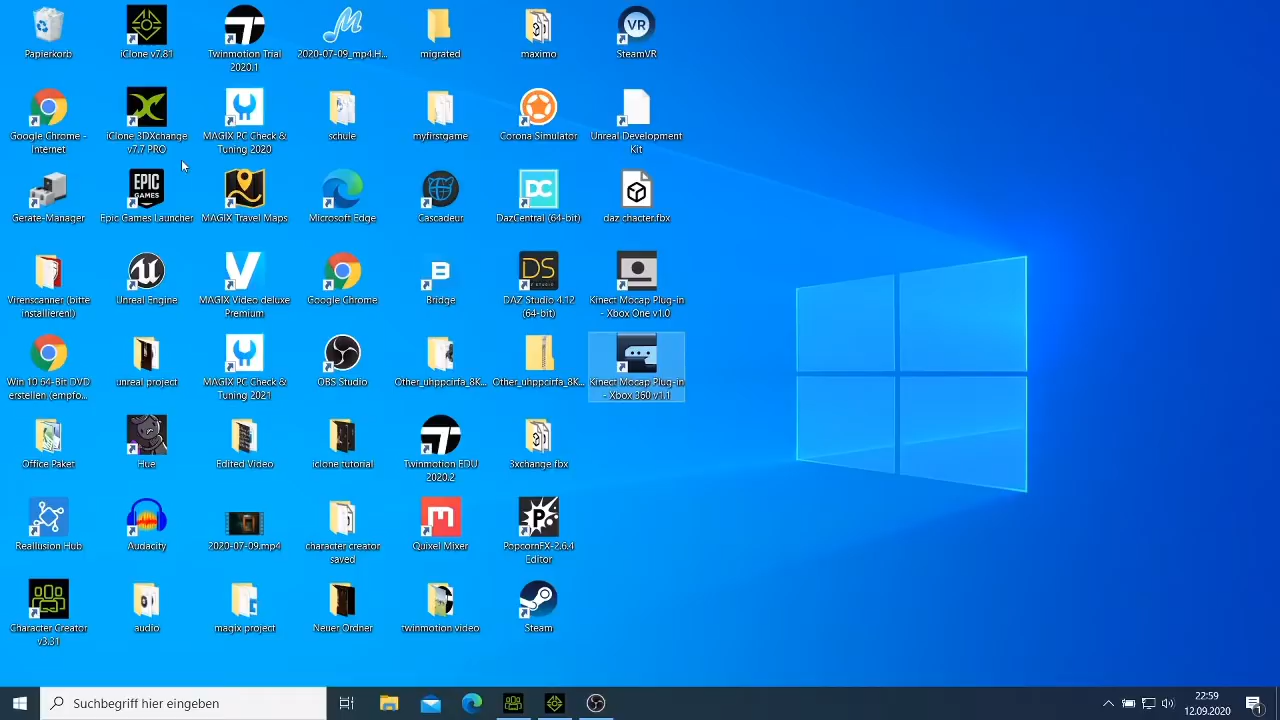 Papierkorb
iClone v7.81
Twinmotion Trial
2020.1
2020-07-09_mp4.H...
migrated
maximo
VR
SteamVR
Google Chrome -
Internet
iClone 3DXchange
v7.7 PRO
MAGIX PC Check &
Tuning 2020
schule
myfirstgame
Corona Simulator
Unreal Development
Kit
Geräte-Manager
EPIC
GAMES
Epic Games Launcher
MAGIX Travel Maps
Microsoft Edge
Cascadeur
DC
DazCentral (64-bit)
daz chacter.fbx
Virenscanner (bitte
installieren!)
Unreal Engine
MAGIX Video deluxe
Premium
Google Chrome
B
Bridge
DS
DAZ Studio 4.12
(64-bit)
Kinect Mocap Plug-in
- Xbox One v1.0
Win 10 64-Bit DVD
erstellen (empfo...
unreal project
MAGIX PC Check &
Tuning 2021
OBS Studio
Other_uhppcirfa_8K...
Other_uhppcirfa_8K...
Kinect Mocap Plug-in
- Xbox 360 v1.1
Office Paket
Hue
Edited Video
iclone tutorial
Twinmotion EDU
2020.2
3xchange fbx
Reallusion Hub
Audacity
2020-07-09.mp4
character creator
saved
Quixel Mixer
P
PopcornFX-2.6.4
Editor
Character Creator
v3.31
audio
magix project
Neuer Ordner
twinmotion video
Steam
Suchbegriff hier eingeben
22:59
12.09.2020